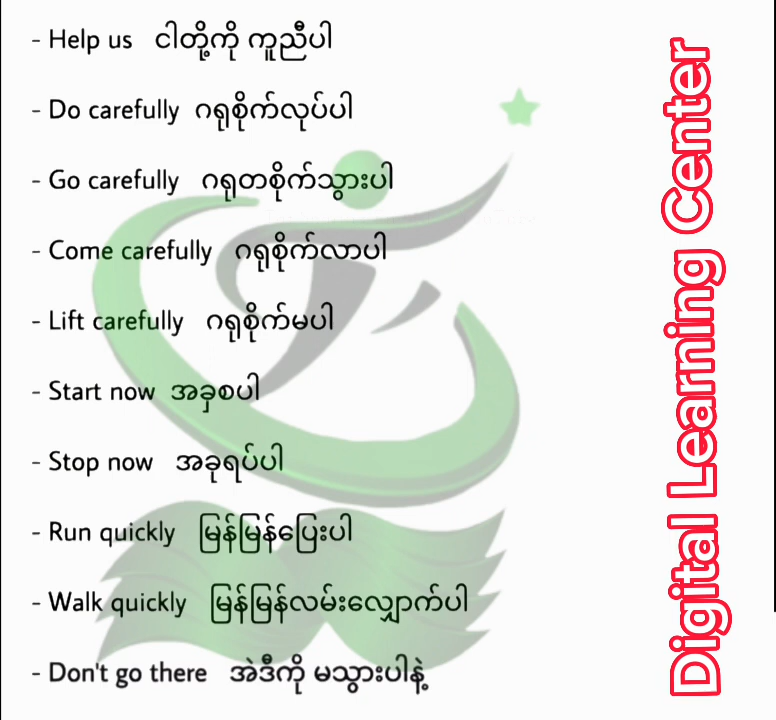 - Help us ငါတို့ကို ကူညီပါ
- Do carefully ဂရုစိုက်လုပ်ပါ
- Go carefully ဂရုတစိုက်သွားပါ
- Come carefully ဂရုစိုက်လာပါ
- Lift carefully ဂရုစိုက်မပါ
- Start now အခုစပါ
- Stop now အခုရပ်ပါ
- Run quickly မြန်မြန်ပြေးပါ
- Walk quickly မြန်မြန်လမ်းလျှောက်ပါ
- Don't go there အဲဒီကို မသွားပါနဲ့
Digital Learning Center